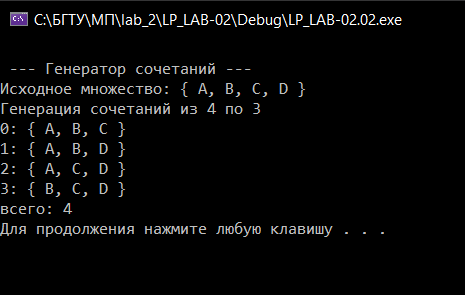 C:\БГТУ\МП\lab_2\LP_LAB-02\Debug\LP_LAB-02.02.exe
--- Генератор сочетаний ---
Исходное множество: { A, B, C, D }
Генерация сочетаний из 4 по 3
0: { A, B, C }
1: { A, B, D }
2: { A, C, D }
3: { B, C, D }
всего: 4
Для продолжения нажмите любую клавишу . . .